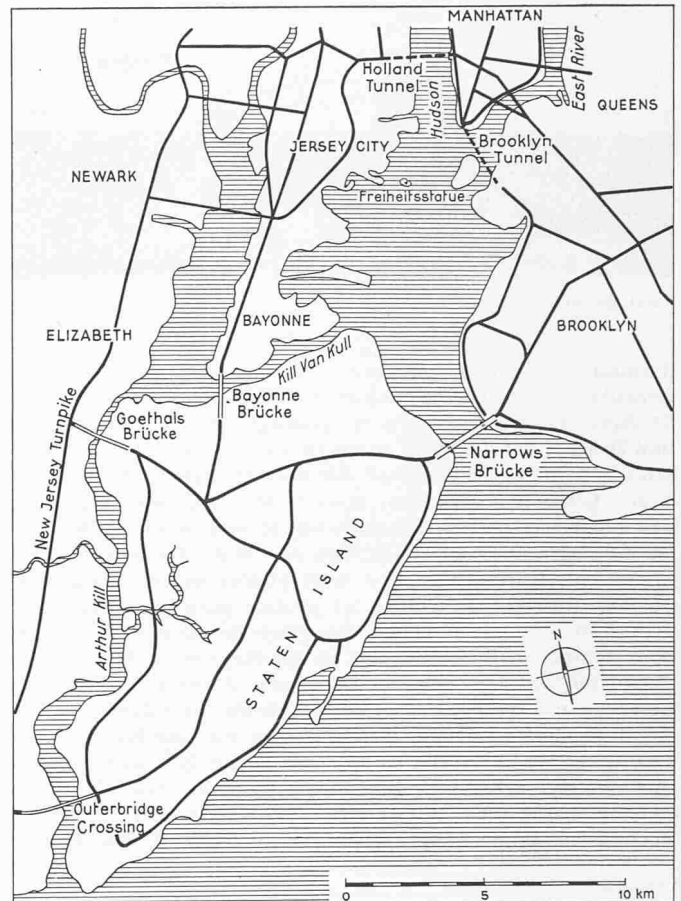 MANHATTAN
Holland
Tunnel
Hudson
East River
QUEENS
JERSEY CITY
Brooklyn
Tunnel
NEWARK
Freiheitsstatue
ELIZABETH
BAYONNE
BROOKLYN
Kill Van Kull
Bayonne
Brücke
Goethals
Brücke
New Jersey Turnpike
Narrows
Brücke
STATEN ISLAND
Arthur Kill
N
Outerbridge
Crossing
0 5 10 km